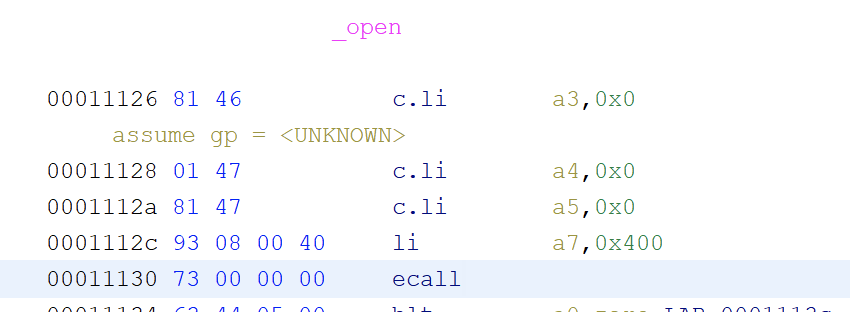 _open
00011126 81 46 c.li a3,0x0
assume gp = <UNKNOWN>
00011128 01 47 c.li a4,0x0
0001112a 81 47 c.li a5,0x0
0001112c 93 08 00 40 li a7,0x400
00011130 73 00 00 00 ecall